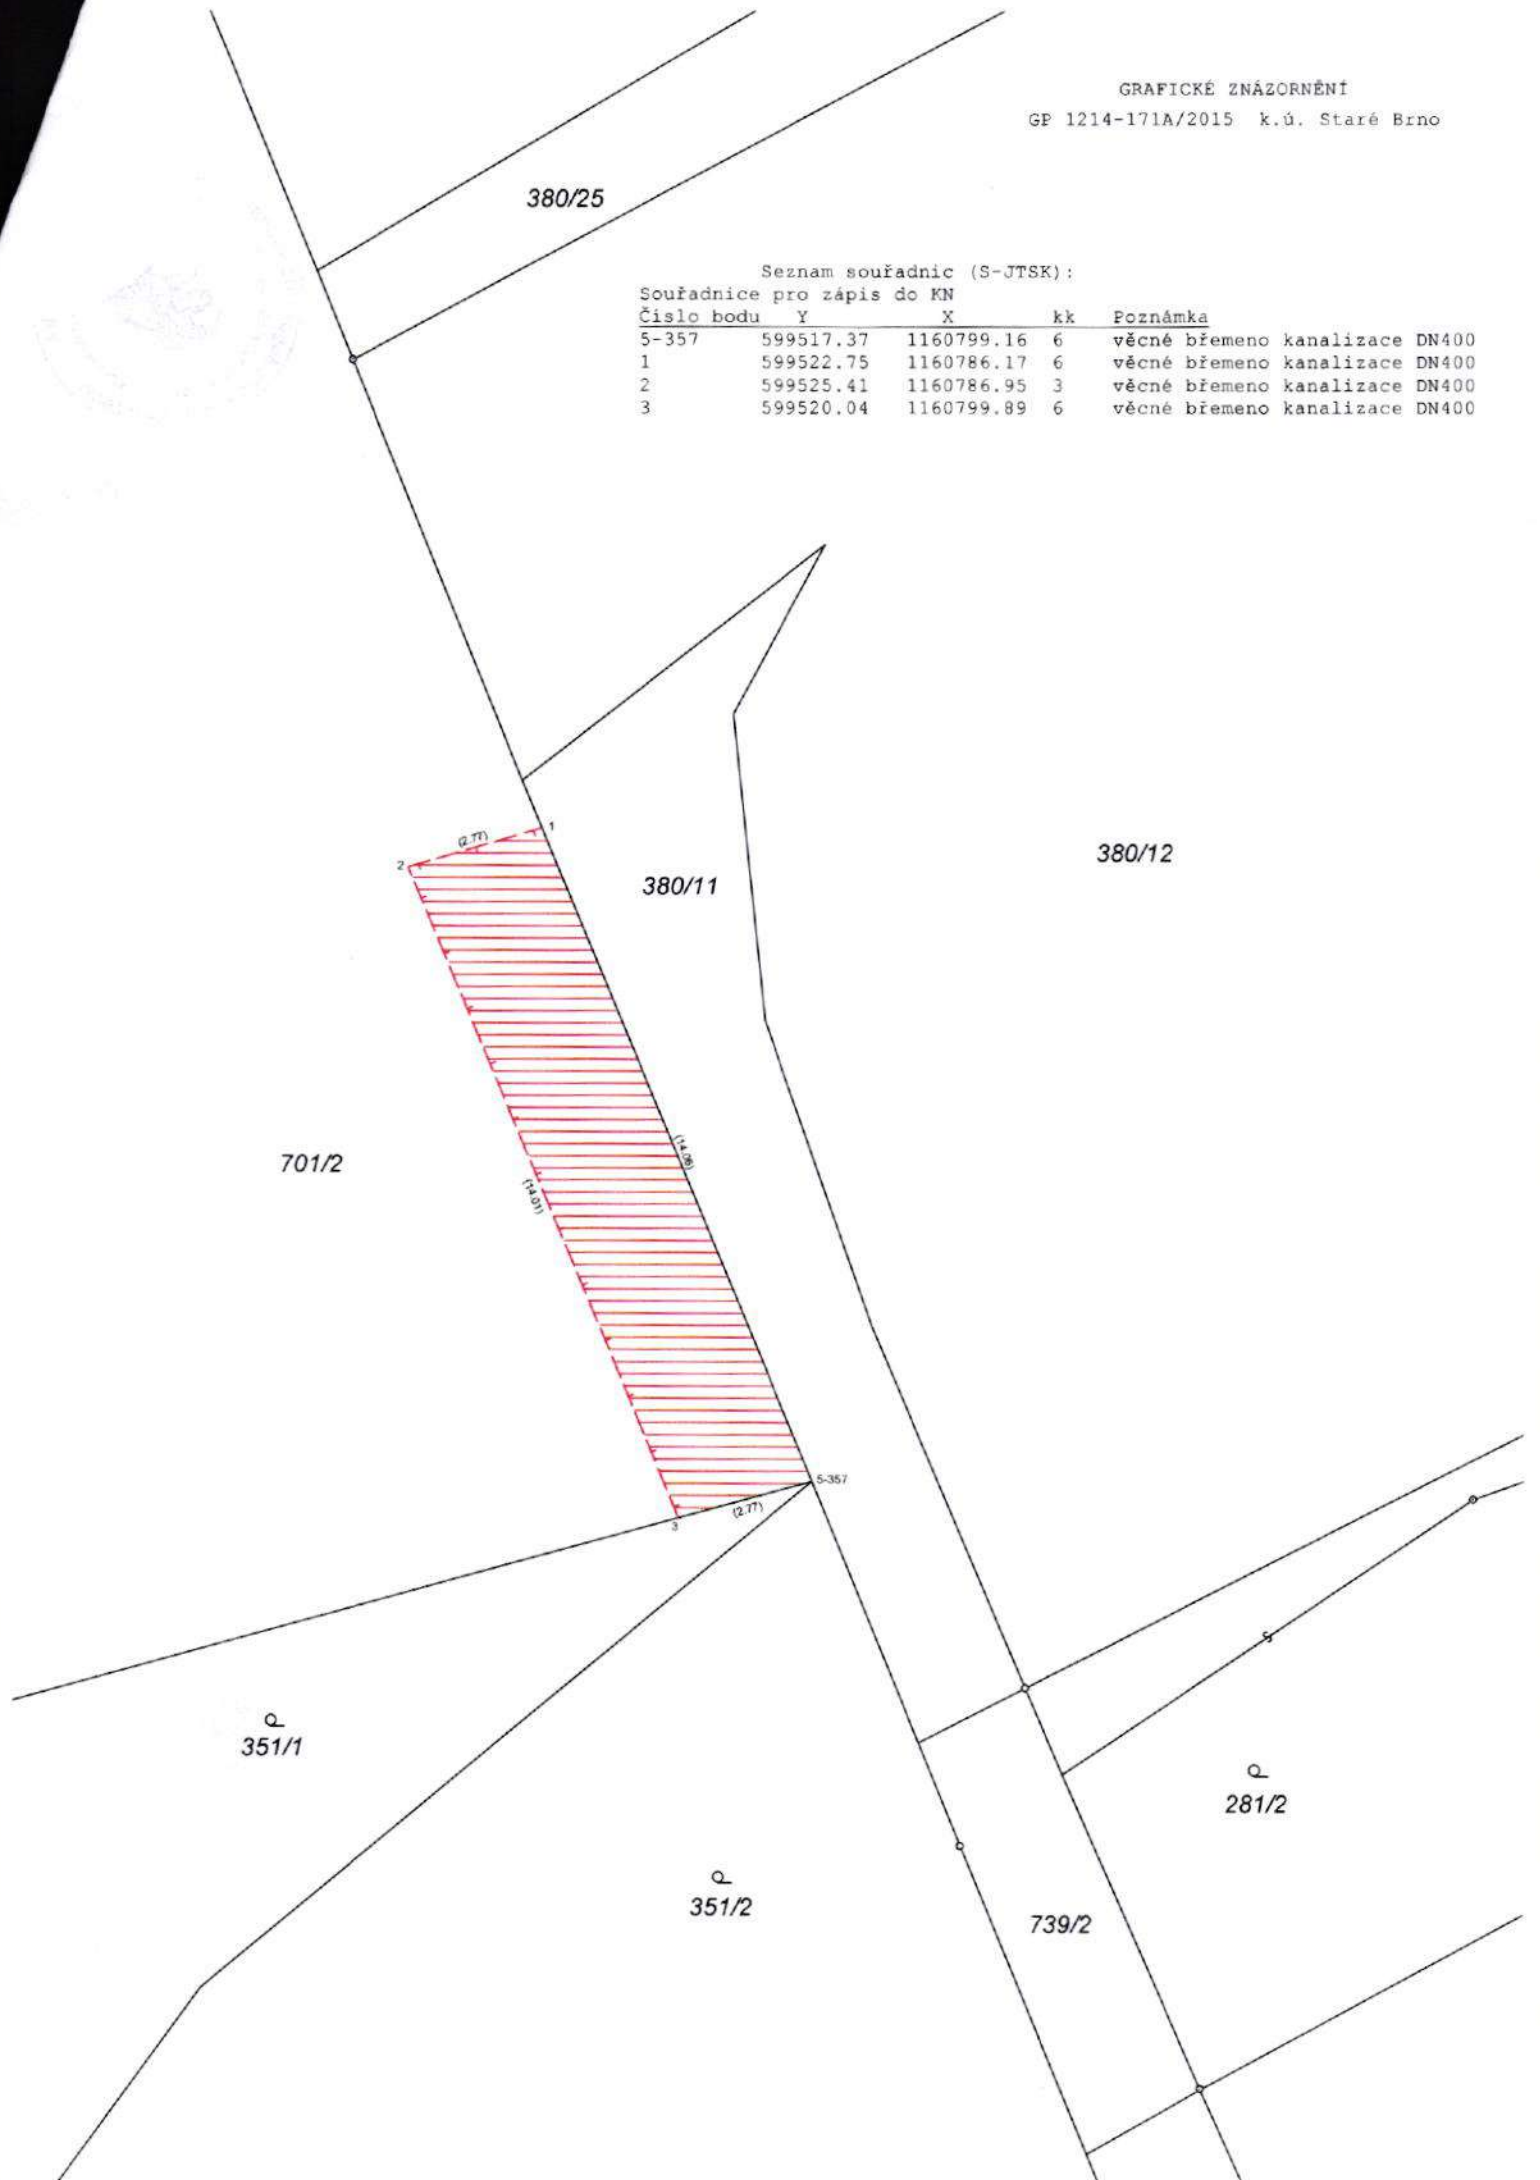 GRAFICKÉ ZNÁZORNĚNÍ
GP 1214-171A/2015 k.ú. Staré Brno
380/25
Seznam souřadnic (S-JTSK):
Souřadnice pro zápis do KN
Číslo bodu Y X kk Poznámka
5-357 599517.37 1160799.16 6 věcné břemeno kanalizace DN400
1 599522.75 1160786.17 6 věcné břemeno kanalizace DN400
2 599525.41 1160786.95 3 věcné břemeno kanalizace DN400
3 599520.04 1160799.89 6 věcné břemeno kanalizace DN400
1
(2.77)
2
380/12
380/11
(14.06)
701/2
(14.01)
5-357
(2.77)
3
351/1
281/2
351/2
739/2